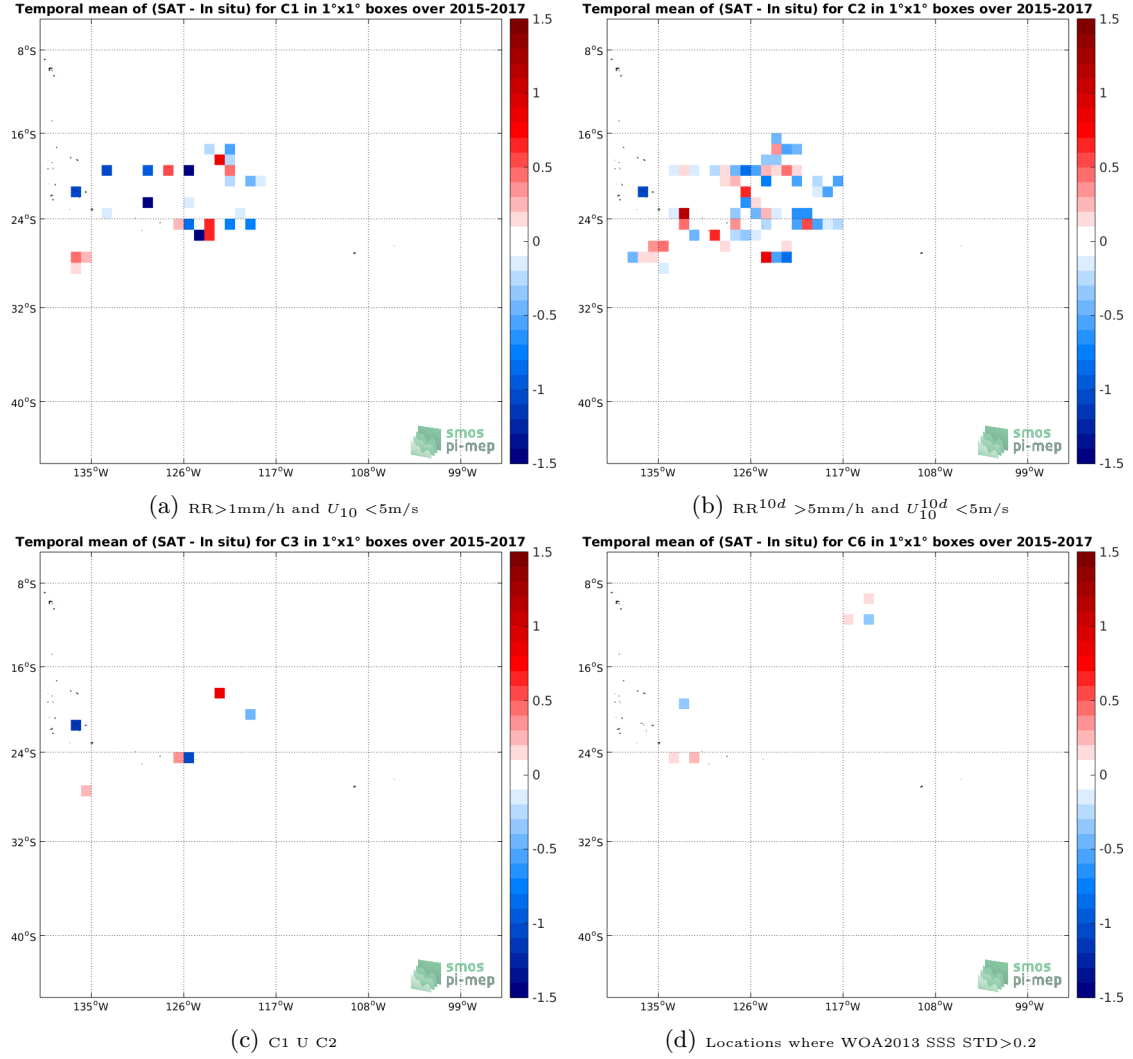 Temporal mean of (SAT - In situ) for C1 in 1°x1° boxes over 2015-2017
1.5
8°S
1
16°S
0.5
24°S
0
32°S
-0.5
-1
40°S
smos
pi-mep
-1.5
135°W 126°W 117°W 108°W 99°W
(a) RR>1mm/h and U10 <5m/s
Temporal mean of (SAT - In situ) for C2 in 1°x1° boxes over 2015-2017
1.5
8°S
1
16°S
0.5
24°S
0
32°S
-0.5
-1
40°S
smos
pi-mep
-1.5
135°W 126°W 117°W 108°W 99°W
(b) RR^10d >5mm/h and U10^10d <5m/s
Temporal mean of (SAT - In situ) for C3 in 1°x1° boxes over 2015-2017
1.5
8°S
1
16°S
0.5
24°S
0
32°S
-0.5
-1
40°S
smos
pi-mep
-1.5
135°W 126°W 117°W 108°W 99°W
(c) C1 U C2
Temporal mean of (SAT - In situ) for C6 in 1°x1° boxes over 2015-2017
1.5
8°S
1
16°S
0.5
24°S
0
32°S
-0.5
-1
40°S
smos
pi-mep
-1.5
135°W 126°W 117°W 108°W 99°W
(d) Locations where WOA2013 SSS STD>0.2